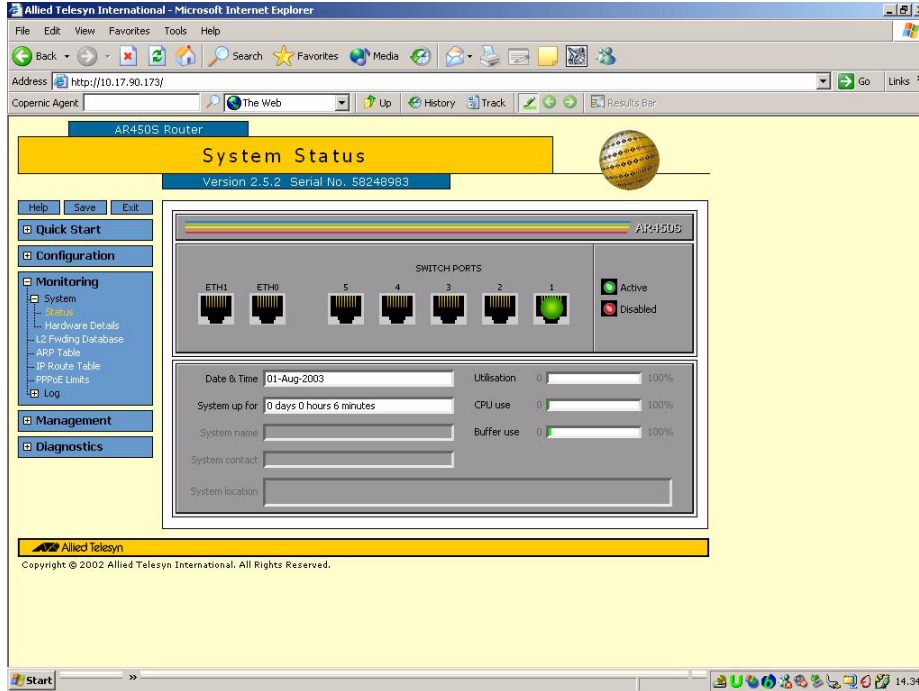 Allied Telesyn International - Microsoft Internet Explorer
File Edit View Favorites Tools Help
Back Search Favorites Media
Address http://10.17.90.173/ Go Links
Copernic Agent The Web Up History Track Results Bar
AR450S Router
System Status
Version 2.5.2 Serial No. 58248983
Help Save Exit
Quick Start
Configuration
Monitoring
System
Status
Hardware Details
L2 Fwding Database
ARP Table
IP Route Table
PPPoE Limits
Log
Management
Diagnostics
AR450S
SWITCH PORTS
ETH1 ETH0 5 4 3 2 1
Active
Disabled
Date & Time 01-Aug-2003 Utilisation 0 100%
System up for 0 days 0 hours 6 minutes CPU use 0 100%
System name Buffer use 0 100%
System contact
System location
Allied Telesyn
Copyright © 2002 Allied Telesyn International. All Rights Reserved.
Start » 14.34